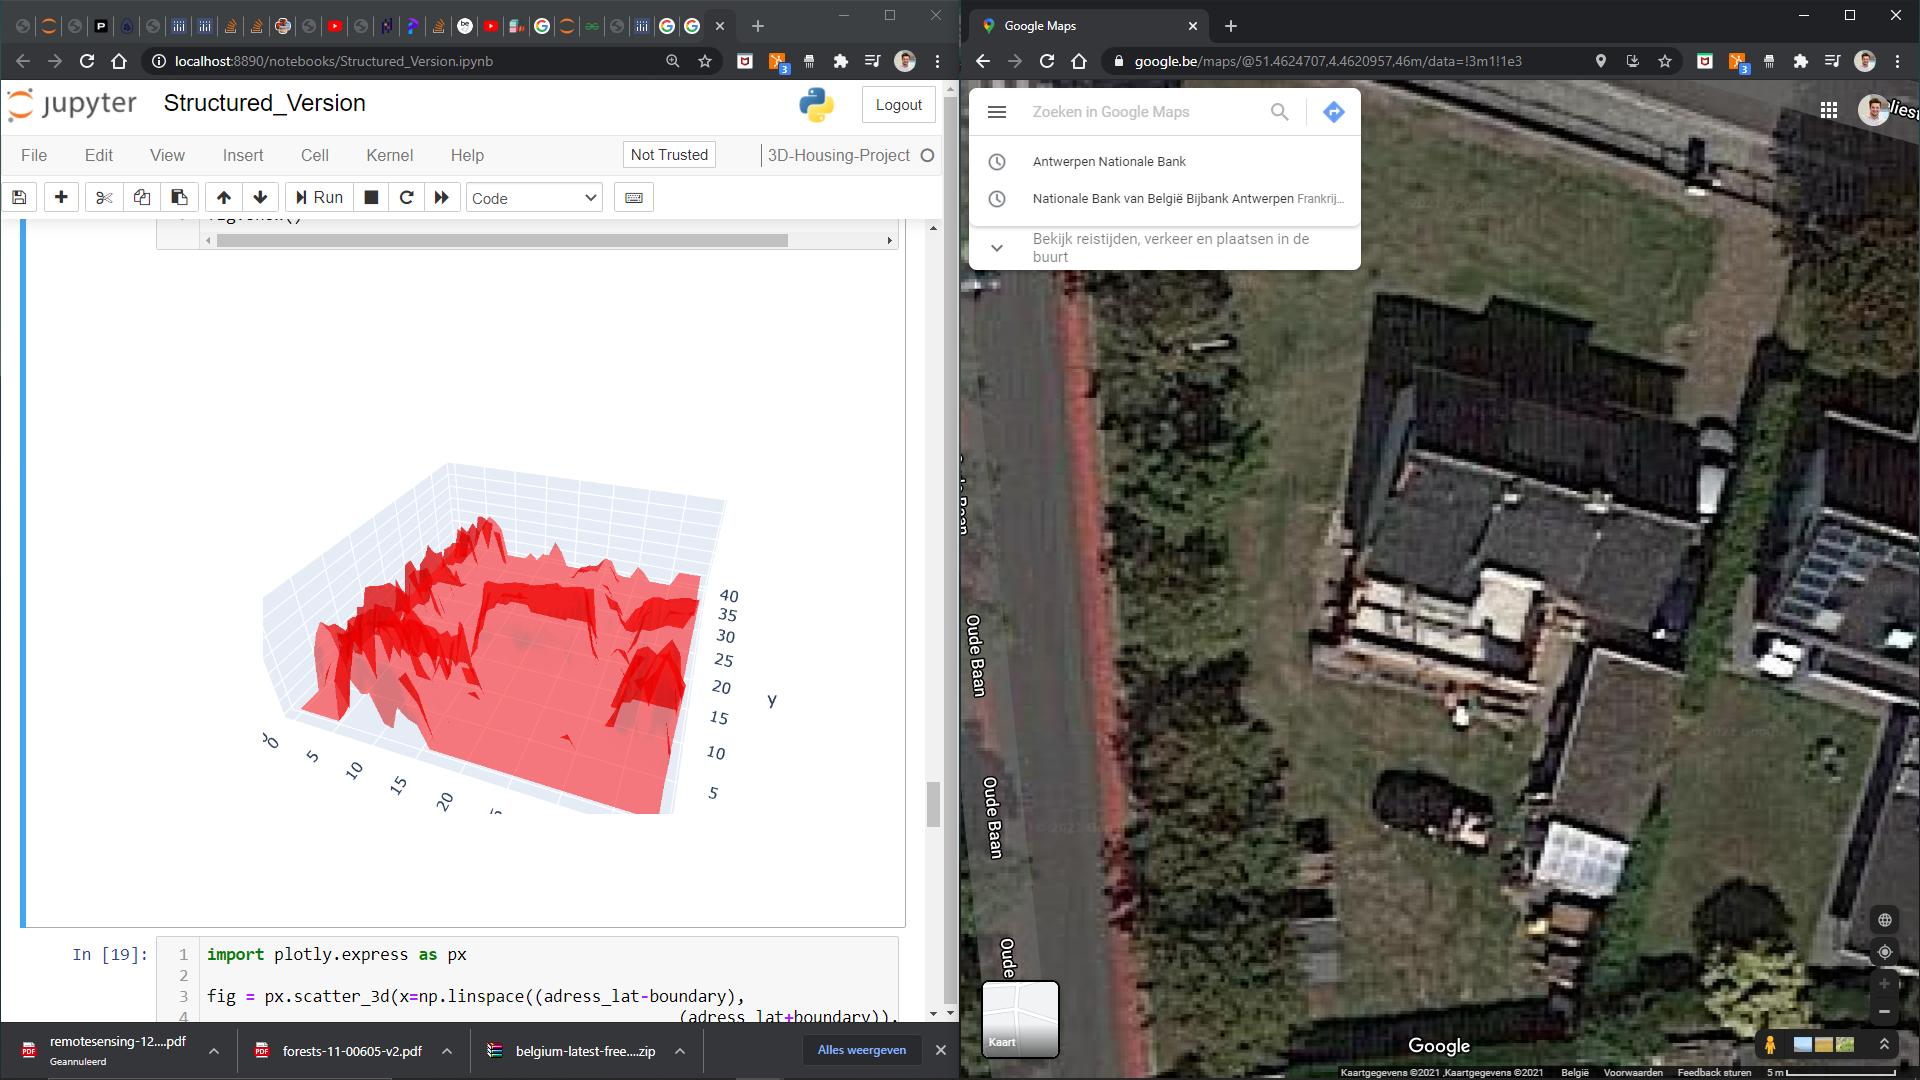 localhost:8890/notebooks/Structured_Version.ipynb
3
jupyter
Structured_Version
Logout
File
Edit
View
Insert
Cell
Kernel
Help
Not Trusted
3D-Housing-Project
Run
Code
40
35
30
25
20
15
10
5
y
0
5
10
15
20
In [19]:
1 import plotly.express as px
2
3 fig = px.scatter_3d(x=np.linspace((adress_lat-boundary),
4 (adress_lat+boundary)),
remotesensing-12....pdf
Geannuleerd
forests-11-00605-v2.pdf
belgium-latest-free....zip
Alles weergeven
Google Maps
google.be/maps/@51.4624707,4.4620957,46m/data=!3m1!1e3
3
Zoeken in Google Maps
Antwerpen Nationale Bank
Nationale Bank van België Bijbank Antwerpen Frankrij...
Bekijk reistijden, verkeer en plaatsen in de
buurt
Oude Baan
Oude Baan
Oude
Kaart
Google
Kaartgegevens ©2021 ,Kaartgegevens ©2021
België
Voorwaarden
Feedback sturen
5 m